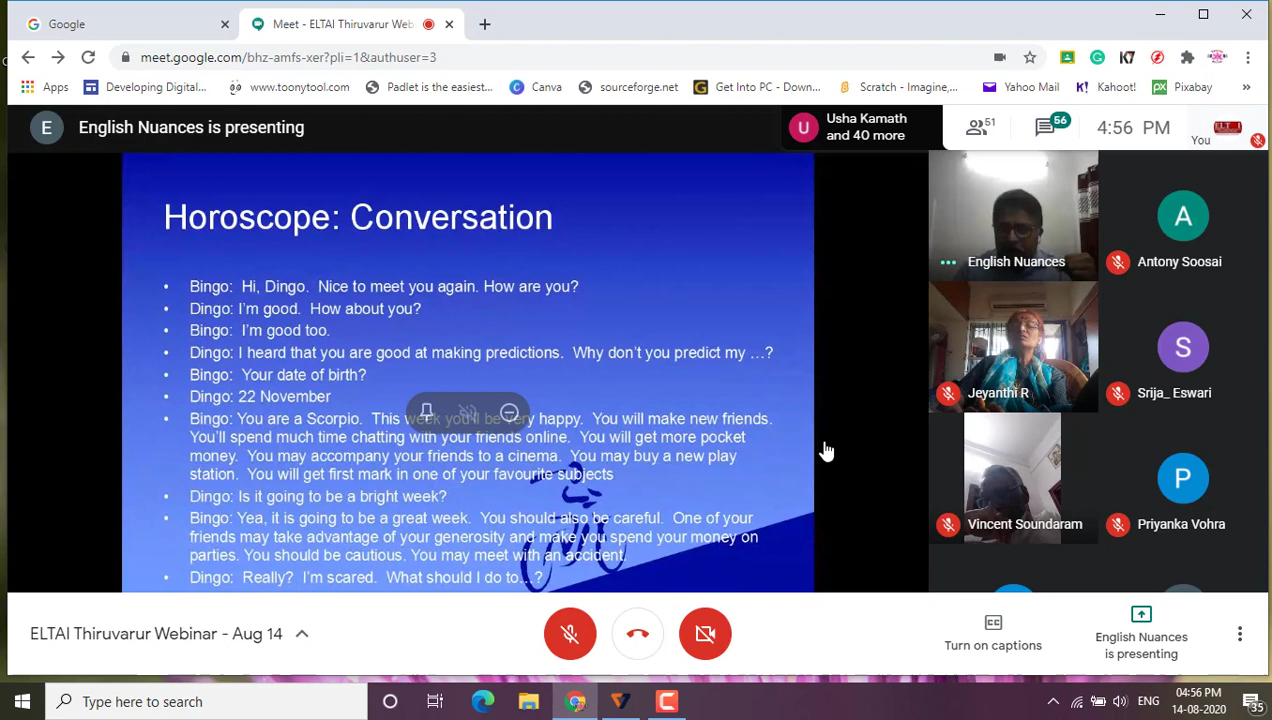 Google
Meet - ELTAI Thiruvarur Web
meet.google.com/bhz-amfs-xer?pli=1&authuser=3
Apps
Developing Digital...
www.tonytool.com
Padlet is the easiest...
Canva
sourceforge.net
Get Into PC - Down...
Scratch - Imagine,...
Yahoo Mail
Kahoot!
Pixabay
E English Nuances is presenting
U Usha Kamath
and 40 more
51
56
4:56 PM
You
Horoscope: Conversation
• Bingo: Hi, Dingo. Nice to meet you again. How are you?
• Dingo: I'm good. How about you?
• Bingo: I'm good too.
• Dingo: I heard that you are good at making predictions. Why don't you predict my …?
• Bingo: Your date of birth?
• Dingo: 22 November
• Bingo: You are a Scorpio. This week you'll be very happy. You will make new friends.
You'll spend much time chatting with your friends online. You will get more pocket
money. You may accompany your friends to a cinema. You may buy a new play
station. You will get first mark in one of your favourite subjects
• Dingo: Is it going to be a bright week?
• Bingo: Yea, it is going to be a great week. You should also be careful. One of your
friends may take advantage of your generosity and make you spend your money on
parties. You should be cautious. You may meet with an accident.
• Dingo: Really? I'm scared. What should I do to…?
English Nuances
A
Antony Soosai
Jeyanthi R
S
Srija_ Eswari
Vincent Soundaram
P
Priyanka Vohra
ELTAI Thiruvarur Webinar - Aug 14
Turn on captions
English Nuances
is presenting
Type here to search
ENG
04:56 PM
14-08-2020
35